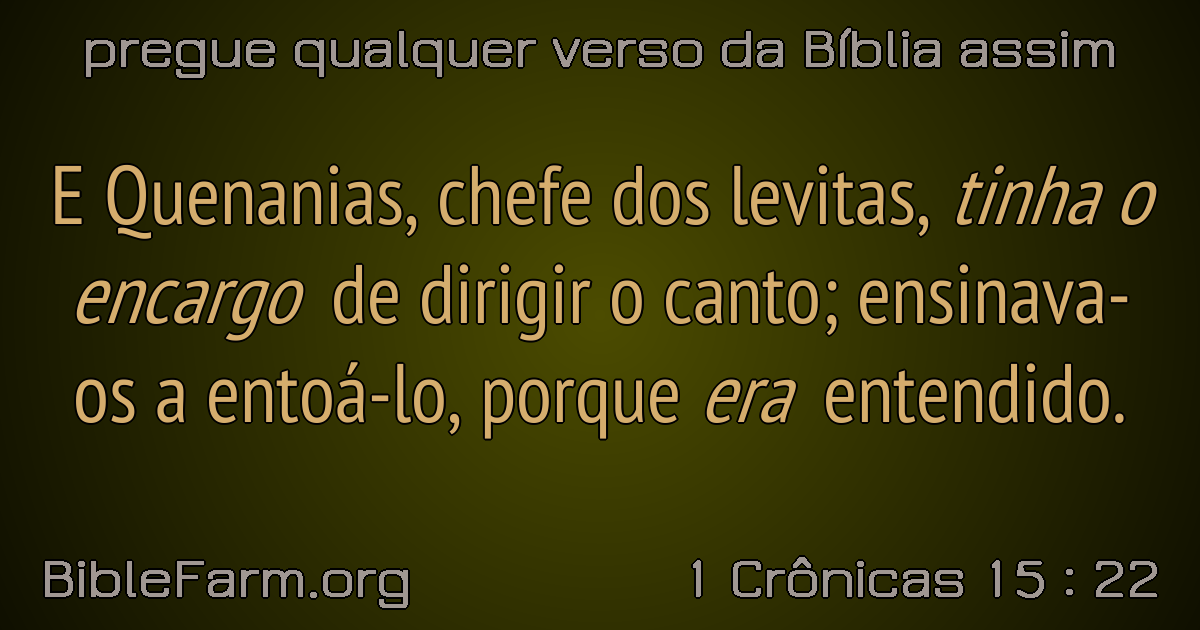 pregue qualquer verso da Bíblia assim
E Quenanias, chefe dos levitas, tinha o
encargo de dirigir o canto; ensinava-
os a entoá-lo, porque era entendido.
BibleFarm.org
1 Crônicas 15 : 22